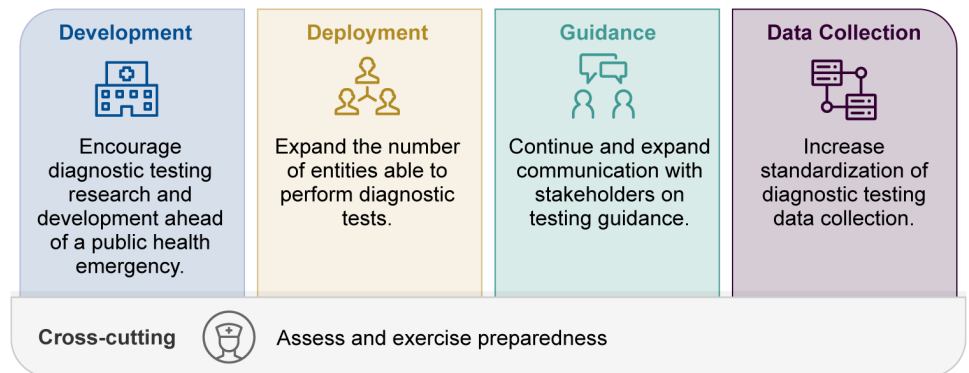 Development
Encourage
diagnostic testing
research and
development ahead
of a public health
emergency.
Deployment
Expand the number
of entities able to
perform diagnostic
tests.
Guidance
Continue and expand
communication with
stakeholders on
testing guidance.
Data Collection
Increase
standardization of
diagnostic testing
data collection.
Cross-cutting
Assess and exercise preparedness